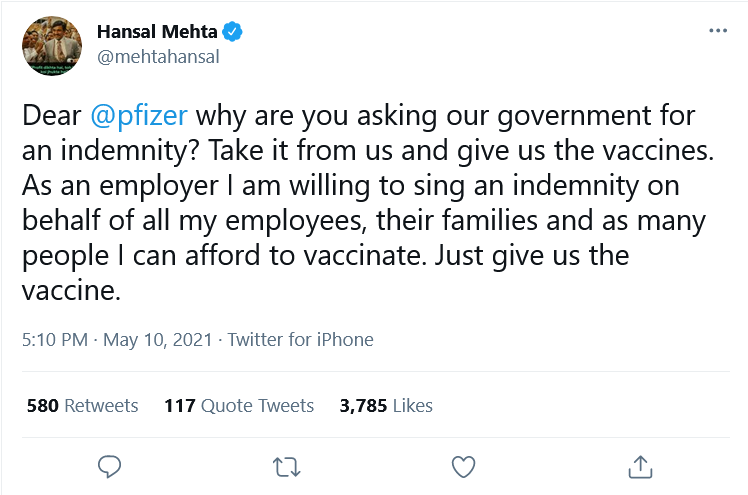 Hansal Mehta
@mehtahansal
Dear @pfizer why are you asking our government for
an indemnity? Take it from us and give us the vaccines.
As an employer I am willing to sing an indemnity on
behalf of all my employees, their families and as many
people I can afford to vaccinate. Just give us the
vaccine.
5:10 PM · May 10, 2021 · Twitter for iPhone
580 Retweets 117 Quote Tweets 3,785 Likes